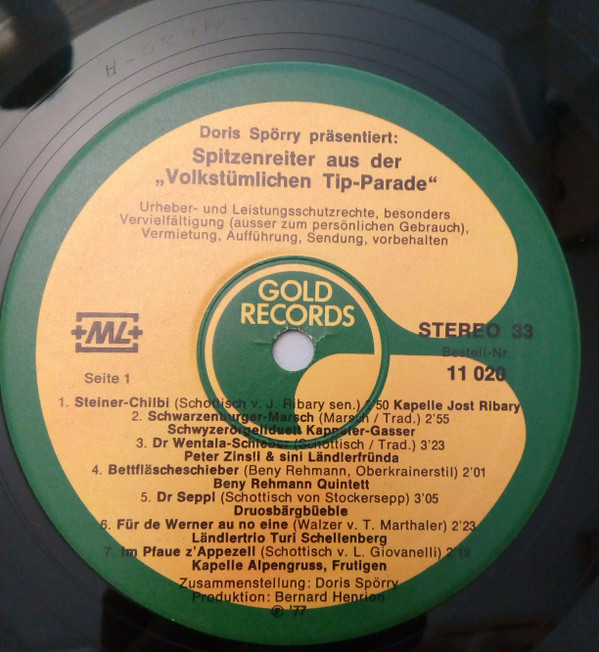 11020-A
Doris Spörry präsentiert:
Spitzenreiter aus der
„Volkstümlichen Tip-Parade“
Urheber- und Leistungsschutzrechte, besonders
Vervielfältigung (ausser zum persönlichen Gebrauch),
Vermietung, Aufführung, Sendung, vorbehalten
GOLD
RECORDS
ML
STEREO 33
Bestell-Nr.
11 020
Seite 1
1. Steiner-Chilbi (Schottisch v. J. Ribary sen.) :50 Kapelle Jost Ribary
2. Schwarzenburger-Marsch (Marsch / Trad.) 2'55
Schwyzerörgeliduett Kappeler-Gasser
3. Dr Wentala-Schieber (Schottisch / Trad.) 3'23
Peter Zinsli & sini Ländlerfründa
4. Bettfläscheschieber (Beny Rehmann, Oberkrainerstil) 2'01
Beny Rehmann Quintett
5. Dr Seppl (Schottisch von Stockersepp) 3'05
Druosbärgbüeble
6. Für de Werner au no eine (Walzer v. T. Marthaler) 2'23
Ländlertrio Turi Schellenberg
7. Im Pfaue z'Appezell (Schottisch v. L. Giovanelli) 2'19
Kapelle Alpengruss, Frutigen
Zusammenstellung: Doris Spörry
Produktion: Bernard Henrion
℗ '77